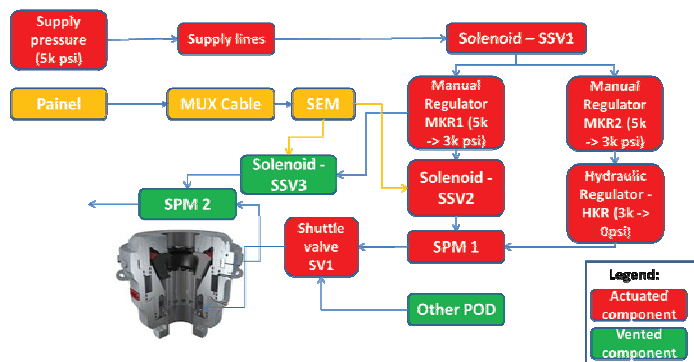 Supply
pressure
(5k psi)
Supply lines
Solenoid – SSV1
Painel
MUX Cable
SEM
Manual
Regulator
MKR1 (5k
-> 3k psi)
Manual
Regulator
MKR2 (5k
-> 3k psi)
Solenoid -
SSV3
Solenoid -
SSV2
Hydraulic
Regulator -
HKR (3k ->
0psi)
SPM 2
Shuttle
valve
SV1
SPM 1
Other POD
Legend:
Actuated
component
Vented
component